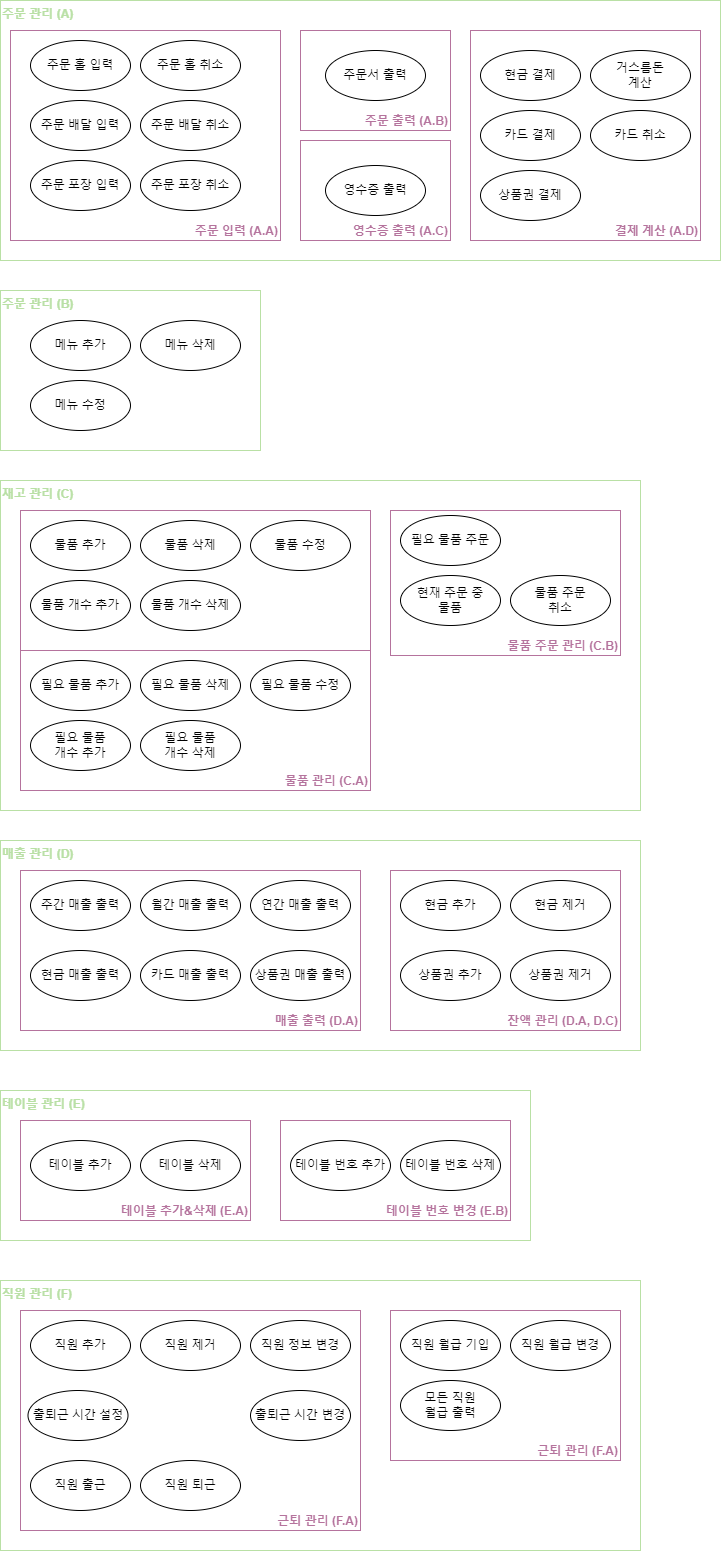 주문 관리 (A)
주문 홀 입력
주문 홀 취소
주문 배달 입력
주문 배달 취소
주문 포장 입력
주문 포장 취소
주문 입력 (A.A)
주문서 출력
주문 출력 (A.B)
영수증 출력
영수증 출력 (A.C)
현금 결제
거스름돈
계산
카드 결제
카드 취소
상품권 결제
결제 계산 (A.D)
주문 관리 (B)
메뉴 추가
메뉴 삭제
메뉴 수정
재고 관리 (C)
물품 추가
물품 삭제
물품 수정
물품 개수 추가
물품 개수 삭제
필요 물품 추가
필요 물품 삭제
필요 물품 수정
필요 물품
개수 추가
필요 물품
개수 삭제
물품 관리 (C.A)
필요 물품 주문
현재 주문 중
물품
물품 주문
취소
물품 주문 관리 (C.B)
매출 관리 (D)
주간 매출 출력
월간 매출 출력
연간 매출 출력
현금 매출 출력
카드 매출 출력
상품권 매출 출력
매출 출력 (D.A)
현금 추가
현금 제거
상품권 추가
상품권 제거
잔액 관리 (D.A, D.C)
테이블 관리 (E)
테이블 추가
테이블 삭제
테이블 추가&삭제 (E.A)
테이블 번호 추가
테이블 번호 삭제
테이블 번호 변경 (E.B)
직원 관리 (F)
직원 추가
직원 제거
직원 정보 변경
출퇴근 시간 설정
출퇴근 시간 변경
직원 출근
직원 퇴근
근퇴 관리 (F.A)
직원 월급 기입
직원 월급 변경
모든 직원
월급 출력
근퇴 관리 (F.A)